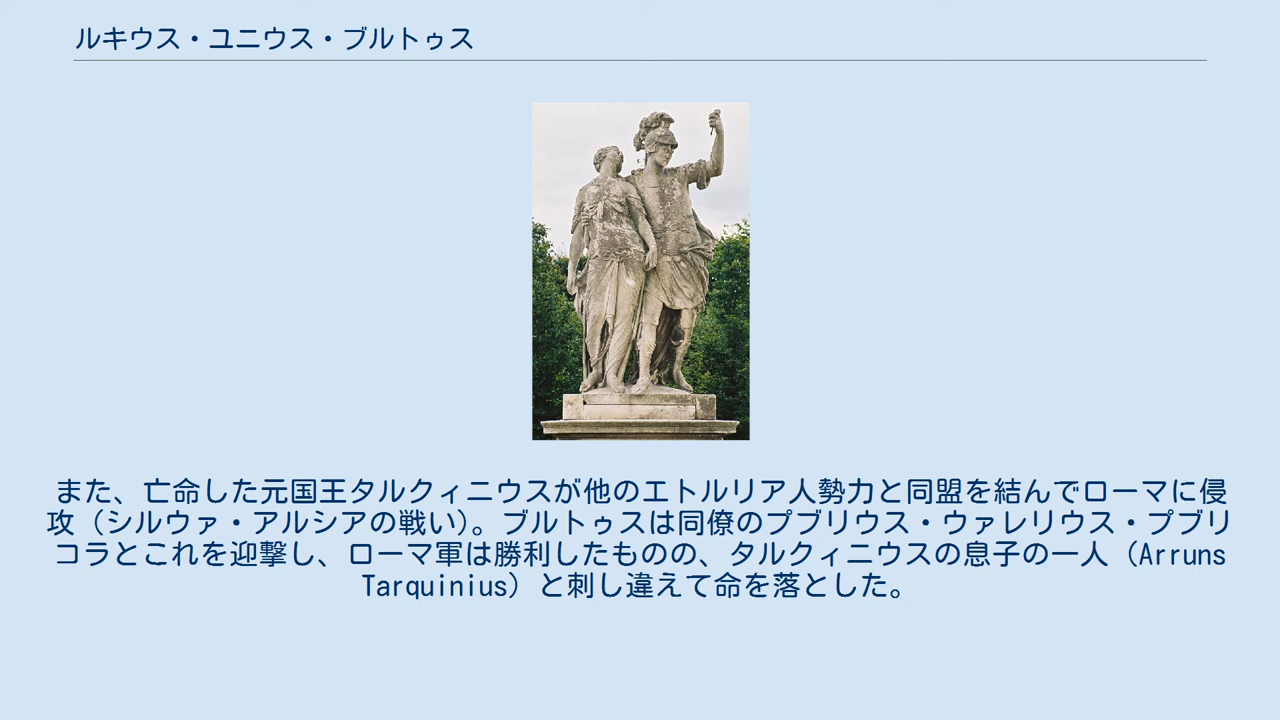 ルキウス・ユニウス・ブルトゥス
また、亡命した元国王タルクィニウスが他のエトルリア人勢力と同盟を結んでローマに侵
攻（シルウァ・アルシアの戦い）。ブルトゥスは同僚のプブリウス・ウァレリウス・プブリ
コラとこれを迎撃し、ローマ軍は勝利したものの、タルクィニウスの息子の一人（Arruns
Tarquinius）と刺し違えて命を落とした。